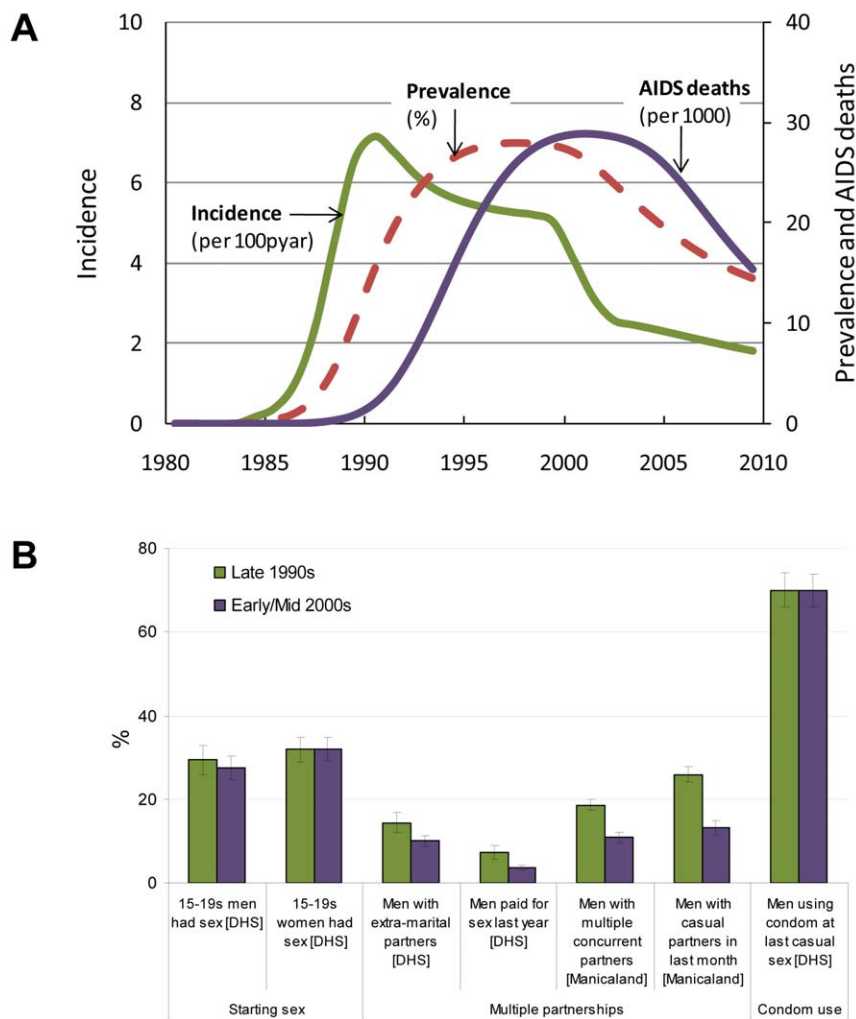 A
10
8
6
4
2
0
Incidence
40
30
20
10
0
Prevalence and AIDS deaths
Prevalence
(%)
AIDS deaths
(per 1000)
Incidence
(per 100pyar)
1980 1985 1990 1995 2000 2005 2010
B
80
60
40
20
0
%
Late 1990s
Early/Mid 2000s
15-19s men
had sex [DHS]
15-19s
women had
sex [DHS]
Men with
extra-marital
partners
[DHS]
Men paid for
sex last year
[DHS]
Men with
multiple
concurrent
partners
[Manicaland]
Men with
casual
partners in
last month
[Manicaland]
Men using
condom at
last casual
sex [DHS]
Starting sex
Multiple partnerships
Condom use